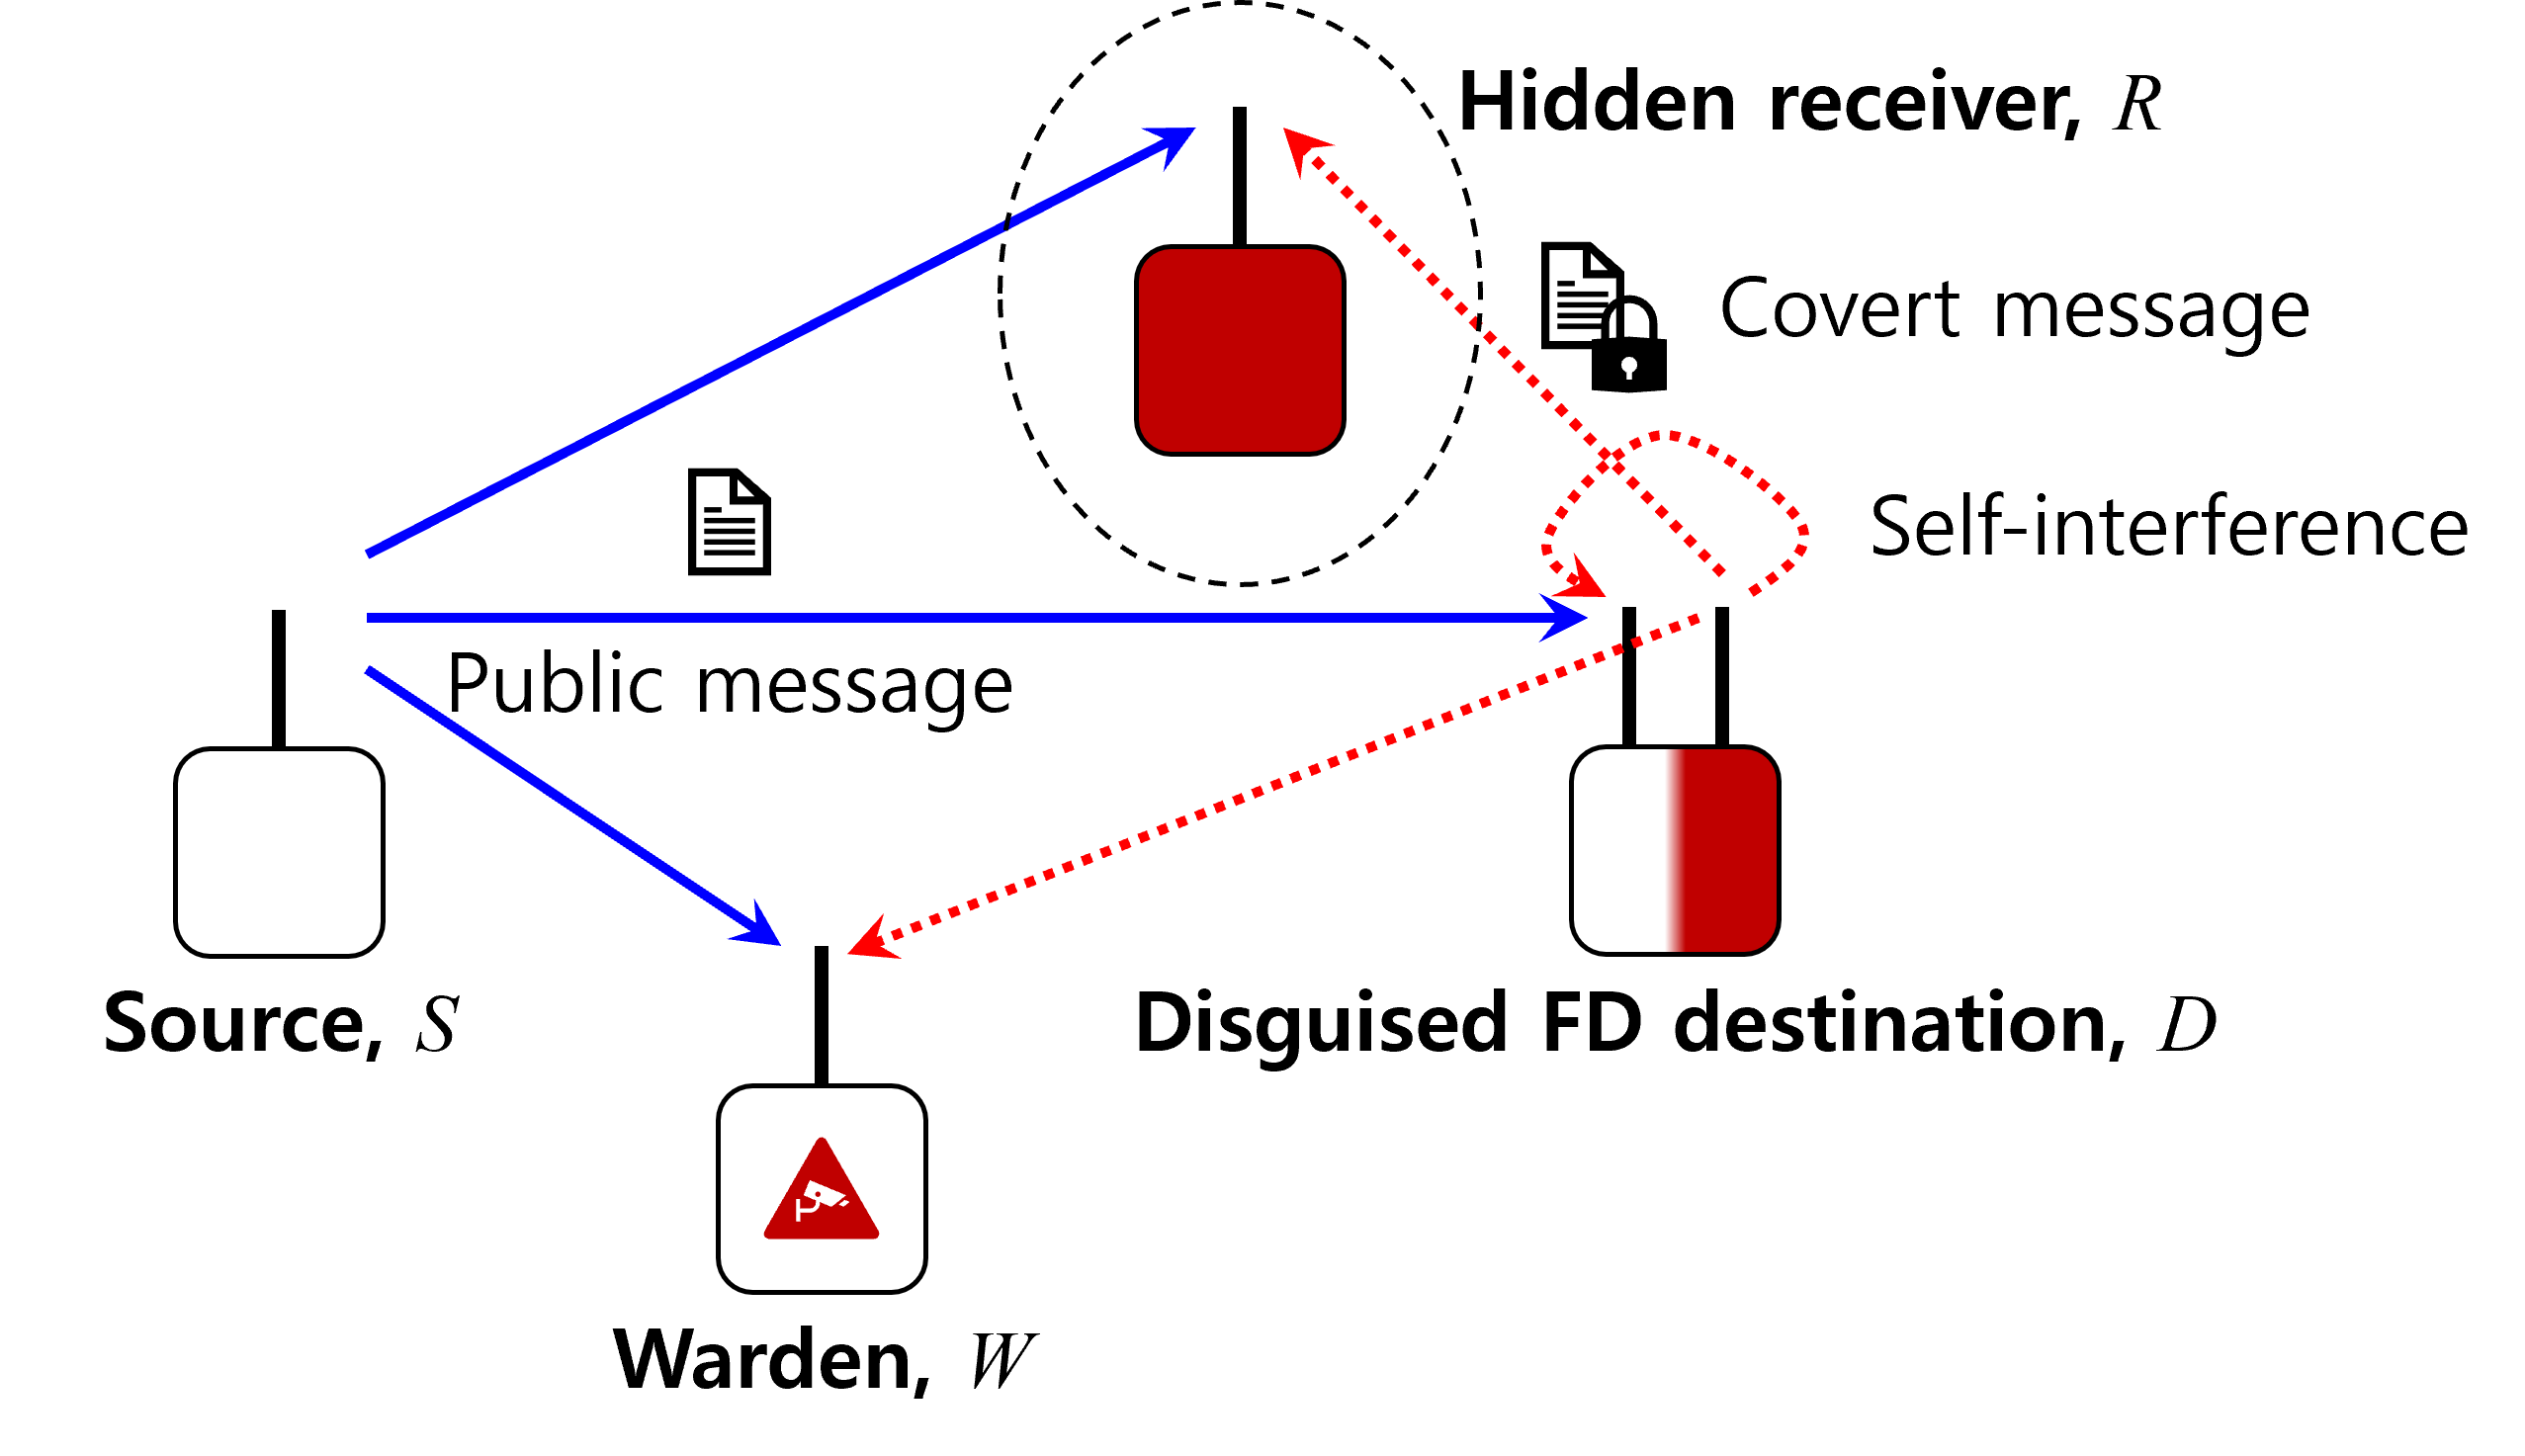 Hidden receiver, R
Covert message
Self-interference
Public message
Source, S
Disguised FD destination, D
Warden, W